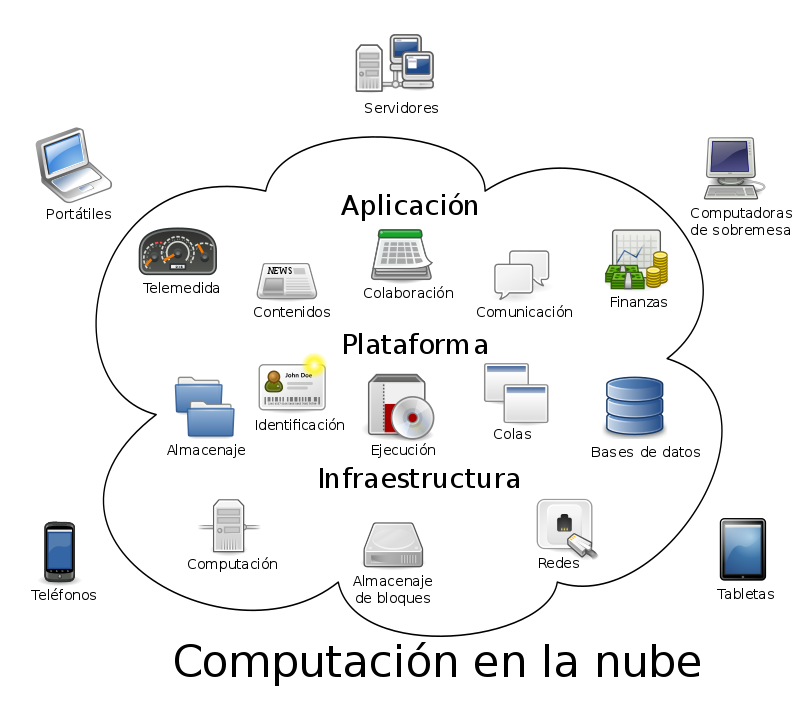 Servidores
Portátiles
Computadoras
de sobremesa
Aplicación
Telemedida
NEWS
Contenidos
Colaboración
Comunicación
Finanzas
Plataforma
Almacenaje
John Doe
Identificación
Ejecución
Colas
Bases de datos
Infraestructura
Computación
Almacenaje
de bloques
Redes
Teléfonos
Tabletas
Computación en la nube